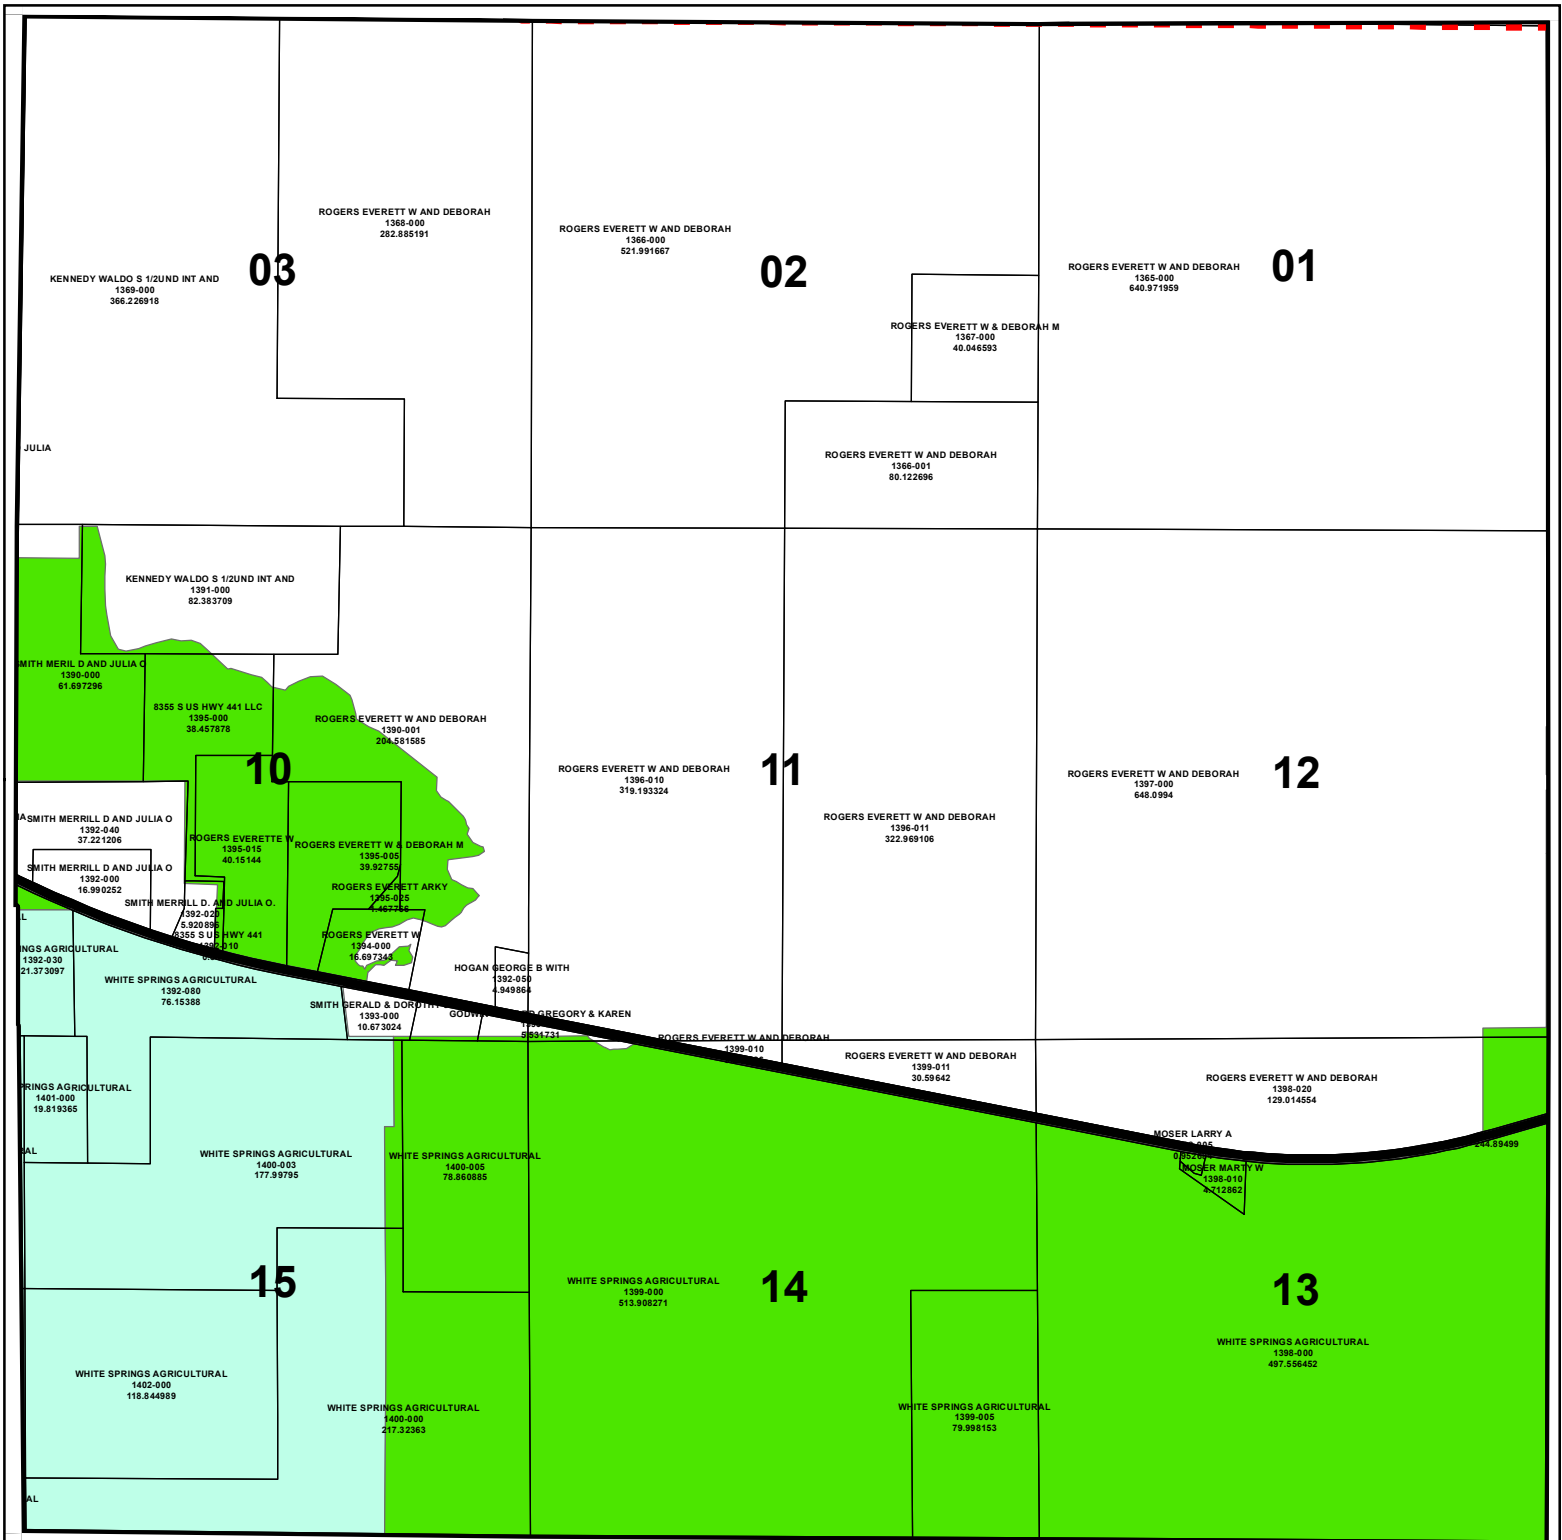 ROGERS EVERETT W AND DEBORAH
1368-000
282.885191
03
KENNEDY WALDO S 1/2UND INT AND
1369-000
366.226918
JULIA
ROGERS EVERETT W AND DEBORAH
1366-000
521.991667
02
ROGERS EVERETT W & DEBORAH M
1367-000
40.046593
ROGERS EVERETT W AND DEBORAH
1366-001
80.122696
ROGERS EVERETT W AND DEBORAH
1365-000
640.971959
01
KENNEDY WALDO S 1/2UND INT AND
1391-000
82.383709
SMITH MERIL D AND JULIA O
1390-000
61.697296
8355 S US HWY 441 LLC
1395-000
38.457878
ROGERS EVERETT W AND DEBORAH
1390-001
204.581585
10
SMITH MERRILL D AND JULIA O
1392-040
37.221206
SMITH MERRILL D AND JULIA O
1392-000
16.990252
ROGERS EVERETTE W
1395-015
40.15144
ROGERS EVERETT W & DEBORAH M
1395-005
39.92755
ROGERS EVERETT ARKY
1395-025
SMITH MERRILL D. AND JULIA O.
1392-020
5.920896
8355 S US HWY 441
1392-010
ROGERS EVERETT W
1394-000
16.697343
HOGAN GEORGE B WITH
1392-050
4.949864
INGS AGRICULTURAL
1392-030
21.373097
WHITE SPRINGS AGRICULTURAL
1392-080
76.15388
SMITH GERALD & DOROTHY
1393-000
10.673024
GREGORY & KAREN
5.531731
ROGERS EVERETT W AND DEBORAH
1396-010
319.193324
11
ROGERS EVERETT W AND DEBORAH
1396-011
322.969106
ROGERS EVERETT W AND DEBORAH
1397-000
648.0994
12
ROGERS EVERETT W AND DEBORAH
1399-010
ROGERS EVERETT W AND DEBORAH
1399-011
30.59642
ROGERS EVERETT W AND DEBORAH
1398-020
129.014554
MOSER LARRY A
MOSER MARTY W
1398-010
4.712862
244.89499
PRINGS AGRICULTURAL
1401-000
19.819365
AL
WHITE SPRINGS AGRICULTURAL
1400-003
177.99795
WHITE SPRINGS AGRICULTURAL
1400-005
78.860885
15
WHITE SPRINGS AGRICULTURAL
1399-000
513.908271
14
13
WHITE SPRINGS AGRICULTURAL
1398-000
497.556452
WHITE SPRINGS AGRICULTURAL
1402-000
118.844989
WHITE SPRINGS AGRICULTURAL
1400-000
217.32363
WHITE SPRINGS AGRICULTURAL
1399-005
79.998153
AL